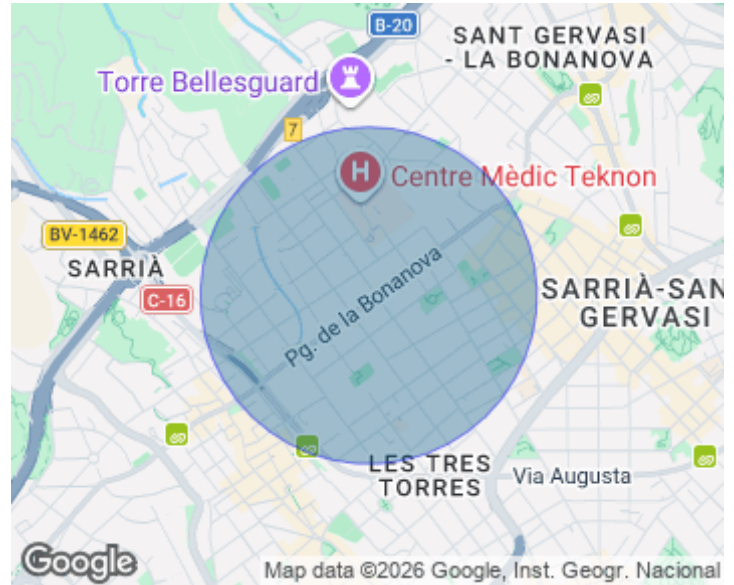 B-20
SANT GERVASI
- LA BONANOVA
Torre Bellesguard
7
H
Centre Mèdic Teknon
BV-1462
SARRIÀ
C-16
Pg. de la Bonanova
SARRIÀ-SAN
GERVASI
LES TRES
TORRES
Via Augusta
Google
Map data ©2026 Google, Inst. Geogr. Nacional